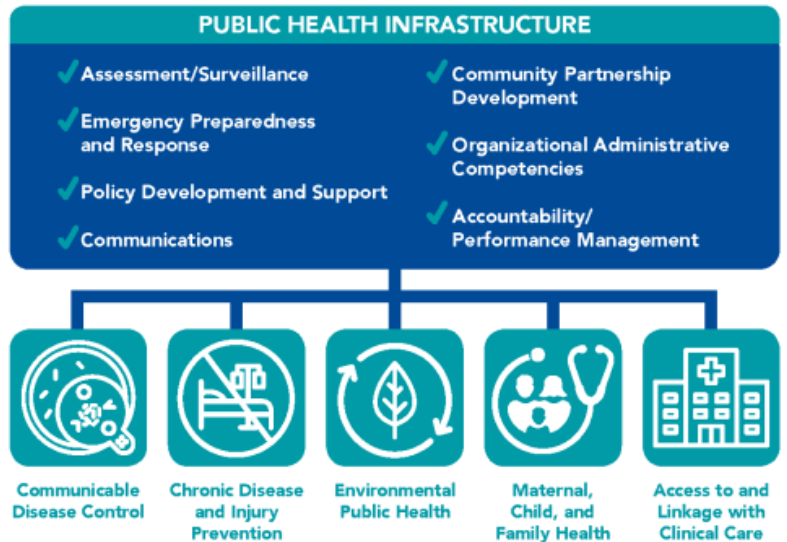 PUBLIC HEALTH INFRASTRUCTURE
Assessment/Surveillance
Emergency Preparedness
and Response
Policy Development and Support
Communications
Community Partnership
Development
Organizational Administrative
Competencies
Accountability/
Performance Management
Communicable
Disease Control
Chronic Disease
and Injury
Prevention
Environmental
Public Health
Maternal,
Child, and
Family Health
Access to and
Linkage with
Clinical Care